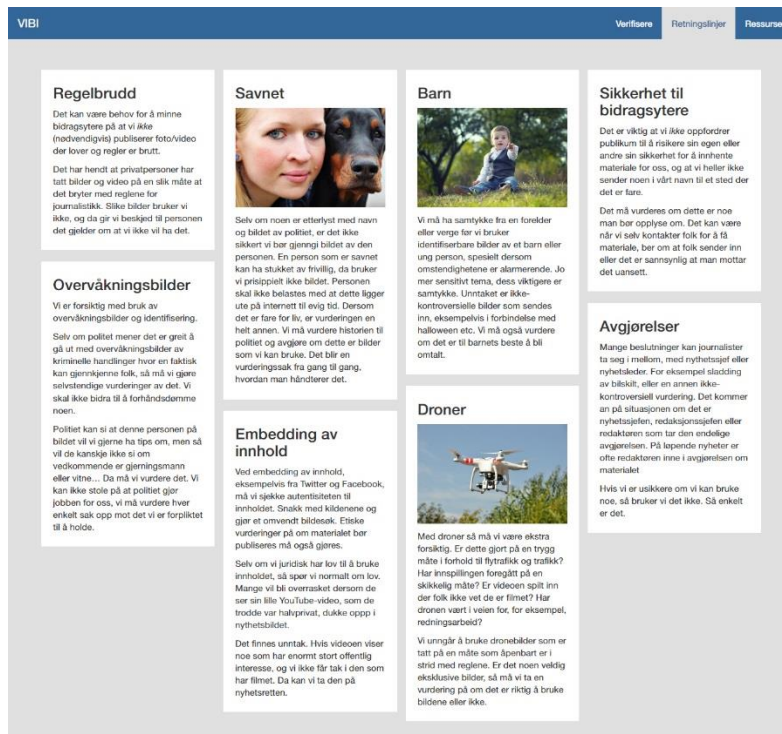 VIBI
Verifisere
Retningslinjer
Ressurse
Regelbrudd
Det kan være behov for å minne
bidragsytere på at vi ikke
(nødvendigvis) publiserer foto/video
der lover og regler er brutt.
Det har hendt at privatpersoner har
tatt bilder og video på en slik måte at
det bryter med reglene for
journalistikk. Slike bilder bruker vi
ikke, og da gir vi beskjed til personen
det gjelder om at vi ikke vil ha det.
Overvåkningsbilder
Vi er forsiktig med bruk av
overvåkningsbilder og identifisering.
Selv om politiet mener det er greit å
gå ut med overvåkningsbilder av
kriminelle handlinger hvor en faktisk
kan gjennkjenne folk, så må vi gjøre
selvstendige vurderinger av det. Vi
skal ikke bidra til å forhåndsdømme
noen.
Politiet kan si at denne personen på
bildet vil vi gjerne ha tips om, men så
vil de kanskje ikke si om
vedkommende er gjerningsmann
eller vitne... Da må vi vurdere det. Vi
kan ikke stole på at politiet gjør
jobben for oss, vi må vurdere hver
enkelt sak opp mot det vi er forpliktet
til å holde.
Savnet
Selv om noen er etterlyst med navn
og bildet av politiet, er det ikke
sikkert vi bør gjenngi bildet av den
personen. En person som er savnet
kan ha stukket av frivillig, da bruker
vi prisippielt ikke bildet. Personen
skal ikke belastes med at dette ligger
ute på internett til evig tid. Dersom
det er fare for liv, er vurderingen en
helt annen. Vi må vurdere historien til
politiet og avgjøre om dette er bilder
som vi kan bruke. Det blir en
vurderingssak fra gang til gang,
hvordan man håndterer det.
Embedding av
innhold
Ved embedding av innhold,
eksempelvis fra Twitter og Facebook,
må vi sjekke autentisiteten til
innholdet. Snakk med kildenene og
gjør et omvendt bildesøk. Etiske
vurderinger på om materialet bør
publiseres må også gjøres.
Selv om vi juridisk har lov til å bruke
innholdet, så spør vi normalt om lov.
Mange vil bli overrasket dersom de
ser sin lille YouTube-video, som de
trodde var halvprivat, dukke oppp i
nyhetsbildet.
Det finnes unntak. Hvis videoen viser
noe som har enormt stort offentlig
interesse, og vi ikke får tak i den som
har filmet. Da kan vi ta den på
nyhetsretten.
Barn
Vi må ha samtykke fra en forelder
eller verge før vi bruker
identifiserbare bilder av et barn eller
ung person, spesielt dersom
omstendighetene er alarmerende. Jo
mer sensitivt tema, dess viktigere er
samtykke. Unntaket er ikke-
kontroversielle bilder som sendes
inn, eksempelvis i forbindelse med
halloween etc. Vi må også vurdere
om det er til barnets beste å bli
omtalt.
Droner
Med droner så må vi være ekstra
forsiktig. Er dette gjort på en trygg
måte i forhold til flytrafikk og trafikk?
Har innspillingen foregått på en
skikkelig måte? Er videoen spilt inn
der folk ikke vet de er filmet? Har
dronen vært i veien for, for eksempel,
redningsarbeid?
Vi unngår å bruke dronebilder som er
tatt på en måte som åpenbart er i
strid med reglene. Er det noen veldig
eksklusive bilder, så må vi ta en
vurdering på om det er riktig å bruke
bildene eller ikke.
Sikkerhet til
bidragsytere
Det er viktig at vi ikke oppfordrer
publikum til å risikere sin egen eller
andre sin sikkerhet for å innhente
materiale for oss, og at vi heller ikke
sender noen i vårt navn til et sted der
det er fare.
Det må vurderes om dette er noe
man bør opplyse om. Det kan være
når vi selv kontakter folk for å få
materiale, ber om at folk sender inn
eller det er sannsynlig at man mottar
det uansett.
Avgjørelser
Mange beslutninger kan journalister
ta seg i mellom, med nythetssjef eller
nyhetsleder. For eksempel sladding
av bilskilt, eller en annen ikke-
kontroversiell vurdering. Det kommer
an på situasjonen om det er
nyhetssjefen, redaksjonssjefen eller
redaktøren som tar den endelige
avgjørelsen. På løpende nyheter er
ofte redaktøren inne i avgjørelsen om
materialet
Hvis vi er usikkere om vi kan bruke
noe, så bruker vi det ikke. Så enkelt
er det.